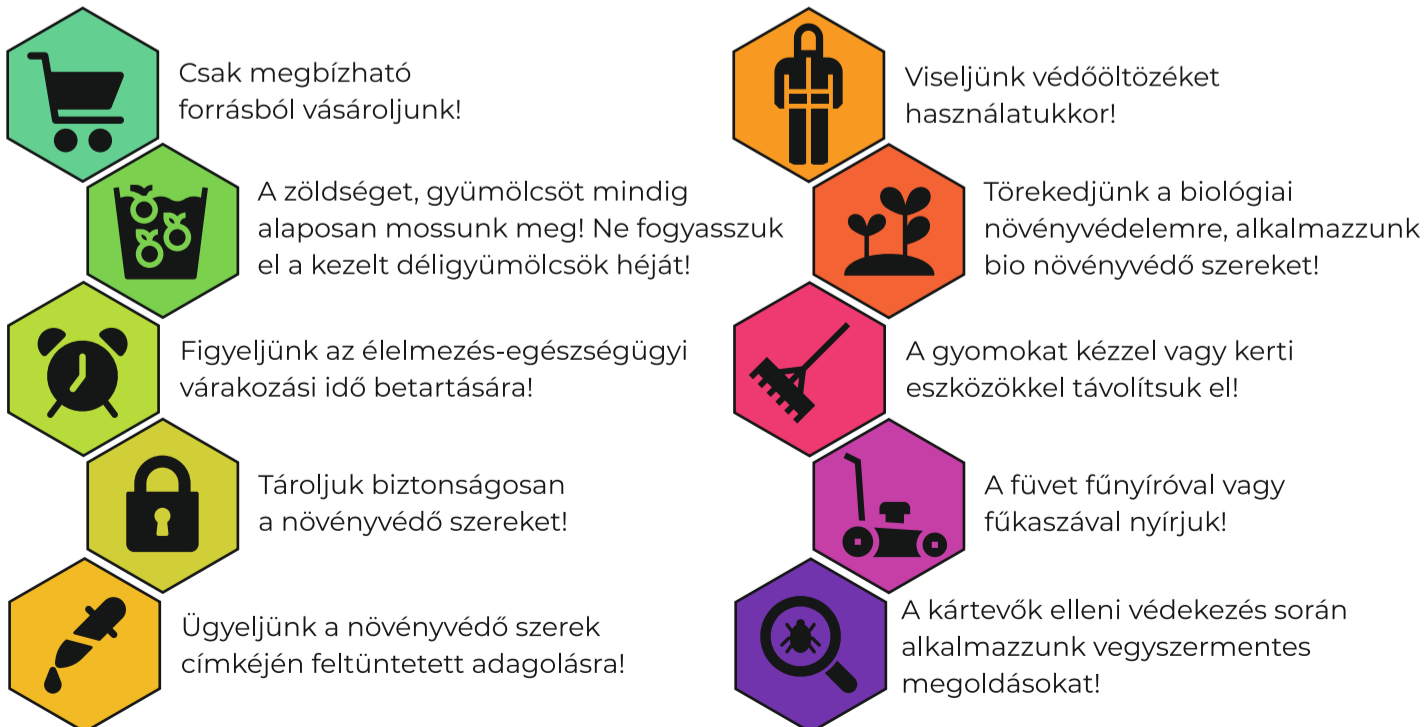 Csak megbízható
forrásból vásároljunk!
A zöldséget, gyümölcsöt mindig
alaposan mossunk meg! Ne fogyasszuk
el a kezelt déligyümölcsök héját!
Figyeljünk az élelmezés-egészségügyi
várakozási idő betartására!
Tároljuk biztonságosan
a növényvédő szereket!
Ügyeljünk a növényvédő szerek
címkéjén feltüntetett adagolásra!
Viseljünk védőöltözéket
használatukkor!
Törekedjünk a biológiai
növényvédelemre, alkalmazzunk
bio növényvédő szereket!
A gyomokat kézzel vagy kerti
eszközökkel távolítsuk el!
A füvet fűnyíróval vagy
fűkaszával nyírjuk!
A kártevők elleni védekezés során
alkalmazzunk vegyszermentes
megoldásokat!